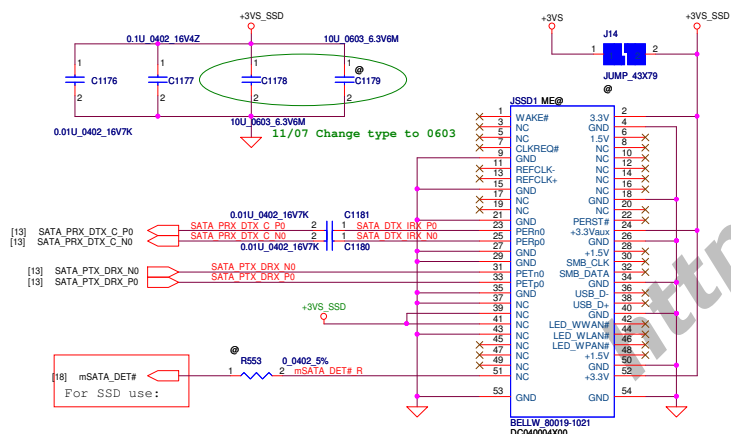 +3VS_SSD
0.1U_0402_16V4Z
10U_0603_6.3V6M
1 1 1 1 @
C1176 C1177 C1178 C1179
2 2 2 2
0.01U_0402_16V7K
10U_0603_6.3V6M
11/07 Change type to 0603
+3VS
J14
+3VS_SSD
1 2
JUMP_43X79
@
JSSD1 ME@
1 WAKE# 3.3V 2
3 NC GND 4
5 NC 1.5V 6
7 CLKREQ# NC 8
9 GND NC 10
11 REFCLK- NC 12
13 REFCLK+ NC 14
15 GND NC 16
17 NC GND 18
19 NC NC 20
21 GND PERST# 22
23 PERn0 +3.3Vaux 24
25 PERp0 GND 26
27 GND +1.5V 28
29 GND SMB_CLK 30
31 PETn0 SMB_DATA 32
33 PETp0 GND 34
35 GND USB_D- 36
37 NC USB_D+ 38
39 NC GND 40
41 NC LED_WWAN# 42
43 NC LED_WLAN# 44
45 NC LED_WPAN# 46
47 NC +1.5V 48
49 NC GND 50
51 NC +3.3V 52
53 GND GND 54
BELLW_80019-1021
DC040004X00
0.01U_0402_16V7K C1181
[13] SATA_PRX_DTX_C_P0 SATA_PRX_DTX_C_P0 2 1 SATA_DTX_IRX_P0
[13] SATA_PRX_DTX_C_N0 SATA_PRX_DTX_C_N0 2 1 SATA_DTX_IRX_N0
0.01U_0402_16V7K C1180
[13] SATA_PTX_DRX_N0 SATA_PTX_DRX_N0
[13] SATA_PTX_DRX_P0 SATA_PTX_DRX_P0
+3VS_SSD
@
R553 0_0402_5%
[18] mSATA_DET# 1 2 mSATA_DET#_R
For SSD use:
http